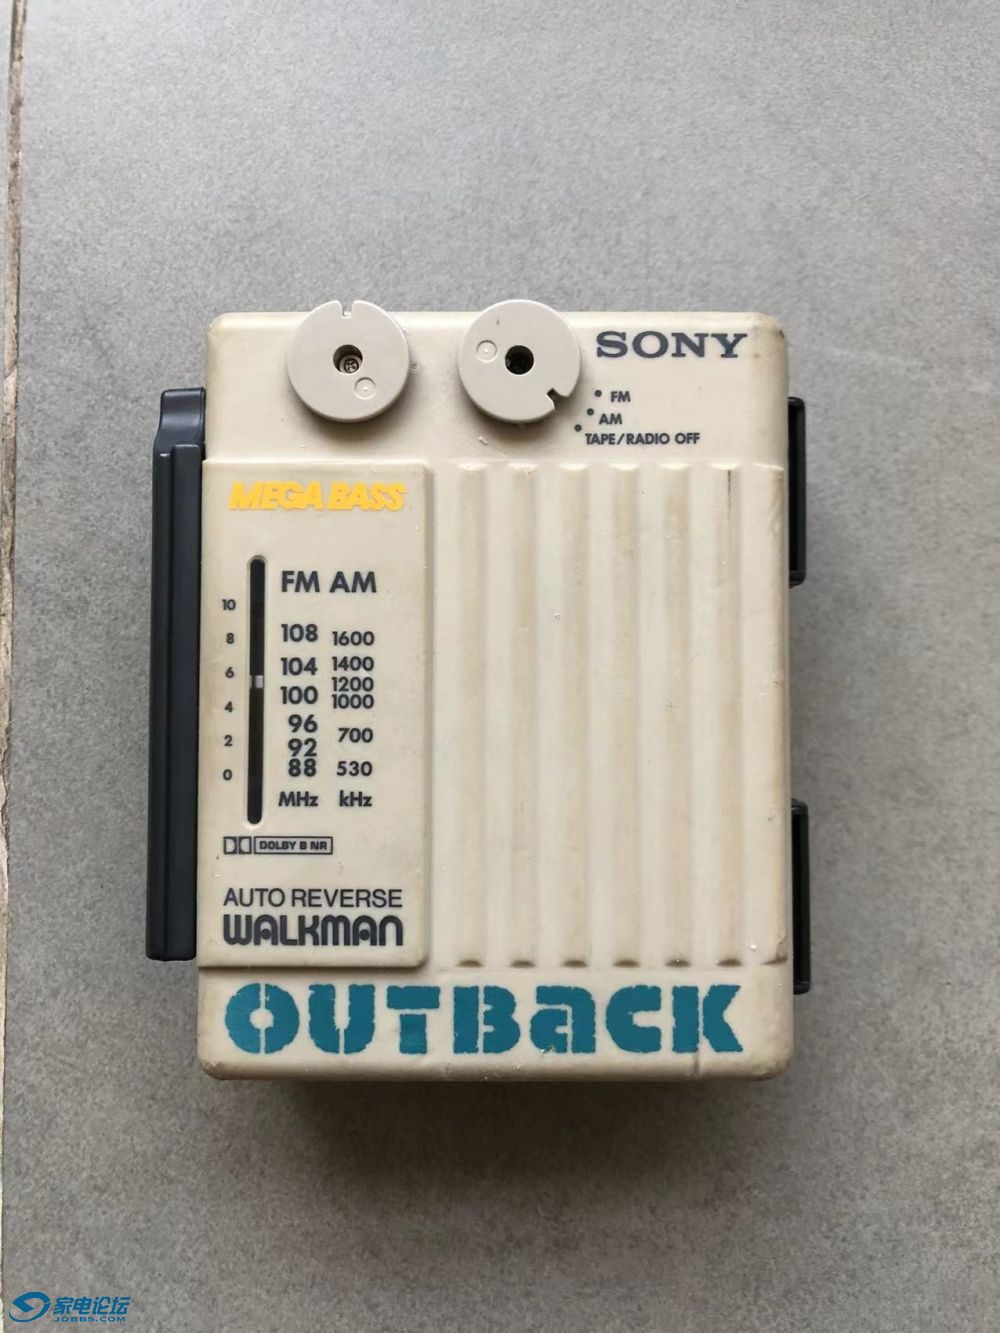 SONY
FM
AM
TAPE/RADIO OFF
MEGA BASS
FM AM
10
8
6
4
2
0
108 1600
104 1400
1200
100 1000
96
700
92
88 530
MHz kHz
DOLBY B NR
AUTO REVERSE
WALKMAN
OUTBACK
家电论坛
JDBBS.COM